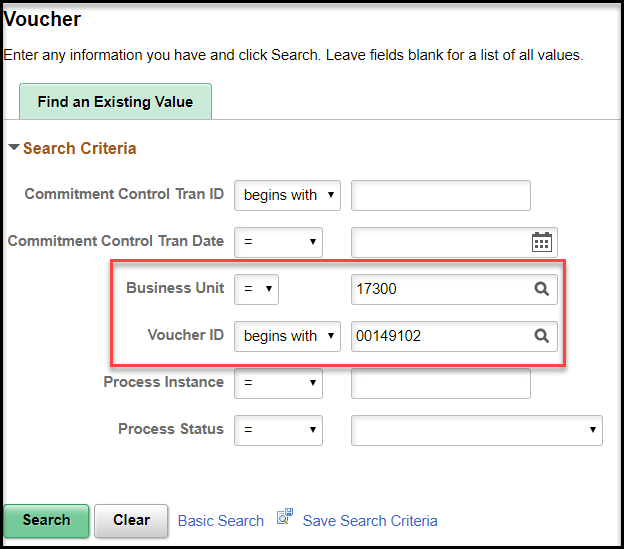 Voucher
Enter any information you have and click Search. Leave fields blank for a list of all values.
Find an Existing Value
Search Criteria
Commitment Control Tran ID begins with
Commitment Control Tran Date =
Business Unit = 17300
Voucher ID begins with 00149102
Process Instance =
Process Status =
Search Clear Basic Search Save Search Criteria